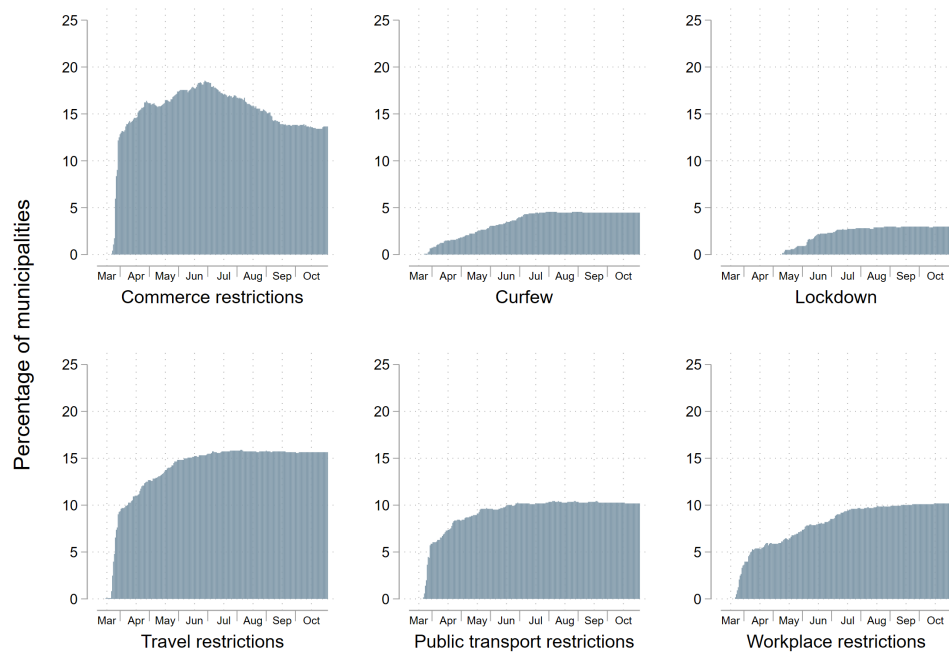 Percentage of municipalities
25
20
15
10
5
0
Mar Apr May Jun Jul Aug Sep Oct
Commerce restrictions
25
20
15
10
5
0
Mar Apr May Jun Jul Aug Sep Oct
Curfew
25
20
15
10
5
0
Mar Apr May Jun Jul Aug Sep Oct
Lockdown
25
20
15
10
5
0
Mar Apr May Jun Jul Aug Sep Oct
Travel restrictions
25
20
15
10
5
0
Mar Apr May Jun Jul Aug Sep Oct
Public transport restrictions
25
20
15
10
5
0
Mar Apr May Jun Jul Aug Sep Oct
Workplace restrictions